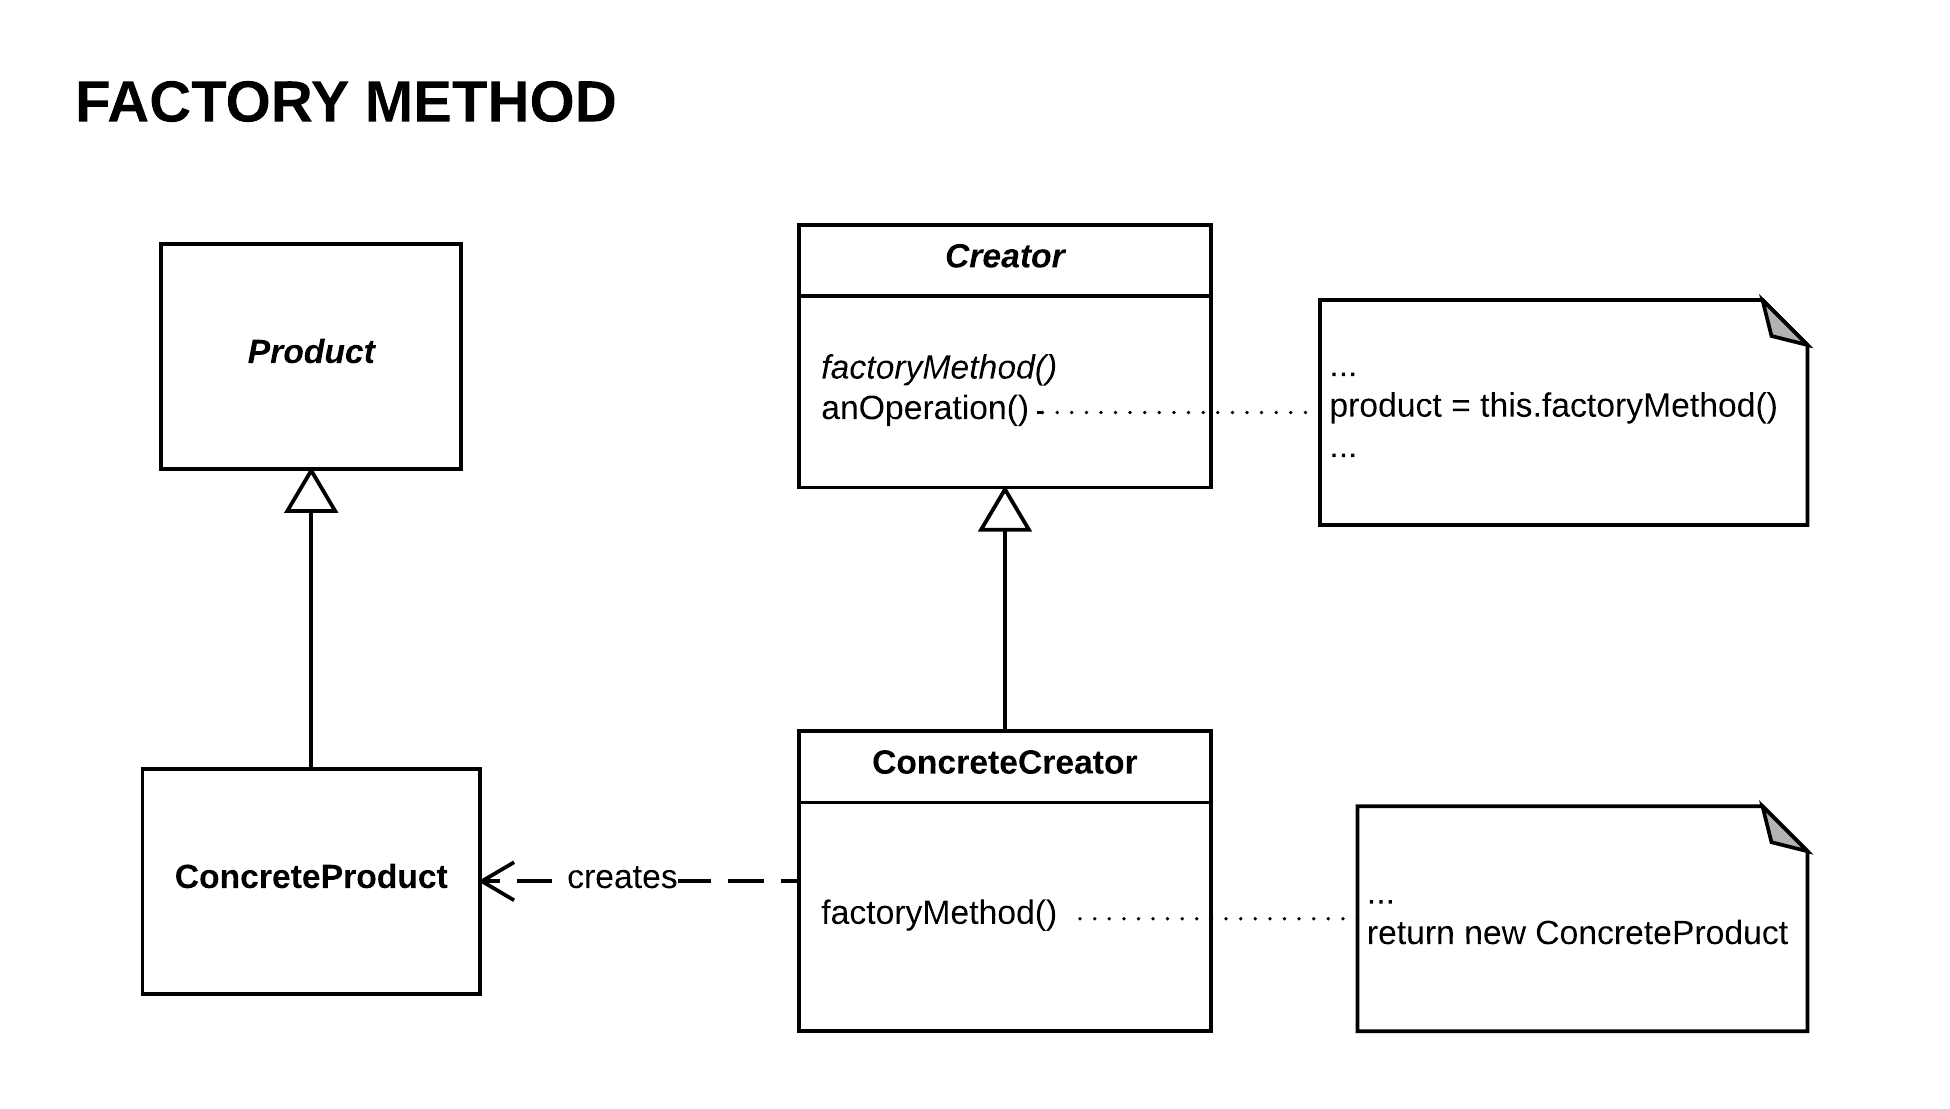 FACTORY METHOD
Product
Creator
factoryMethod()
anOperation()
...
product = this.factoryMethod()
...
ConcreteProduct
creates
ConcreteCreator
factoryMethod()
...
return new ConcreteProduct